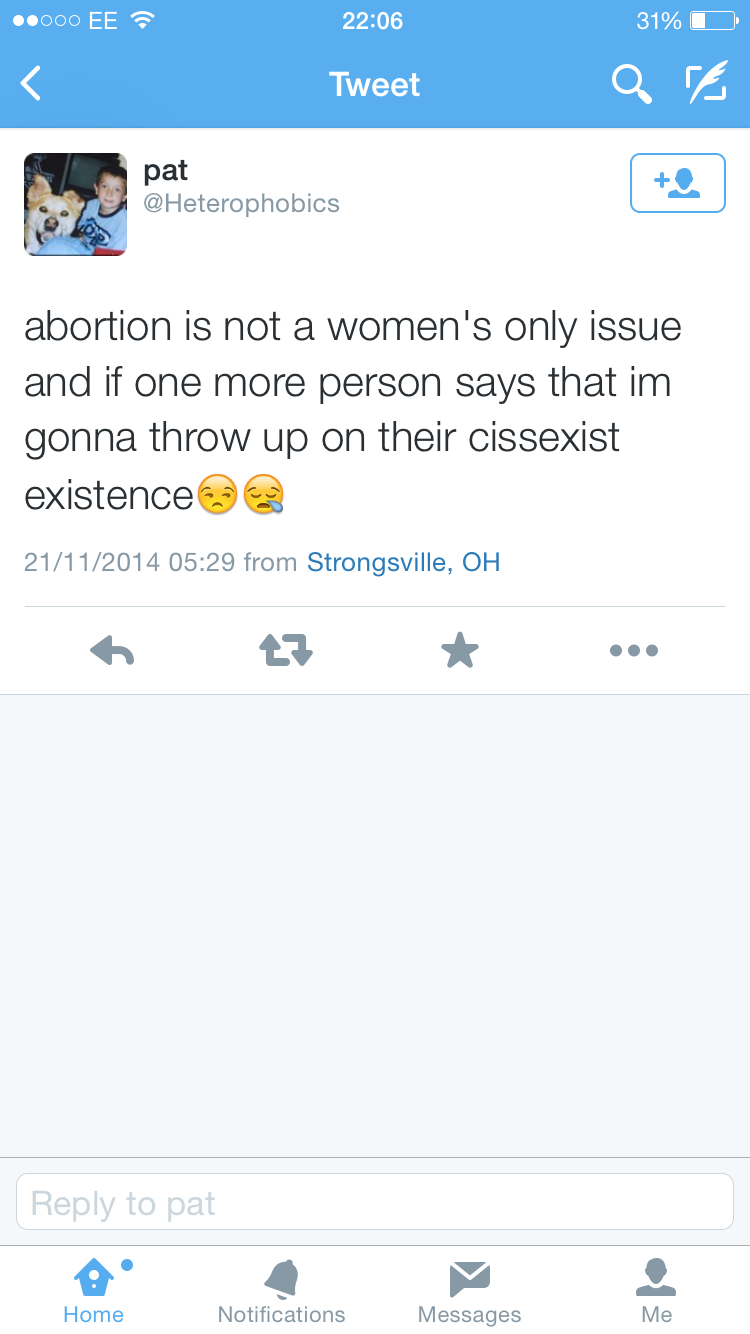 EE 22:06 31%
Tweet
pat
@Heterophobics
abortion is not a women's only issue
and if one more person says that im
gonna throw up on their cissexist
existence😒😪
21/11/2014 05:29 from Strongsville, OH
Reply to pat
Home Notifications Messages Me